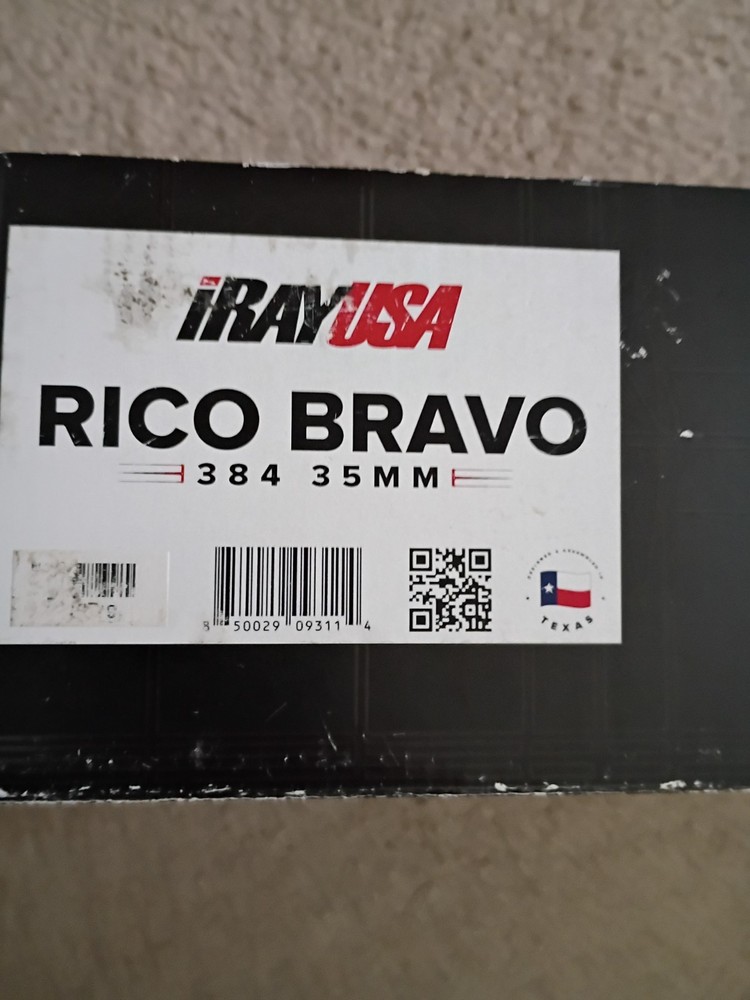 iRAYUSA
RICO BRAVO
384 35MM
8 50029 09311 4
TEXAS